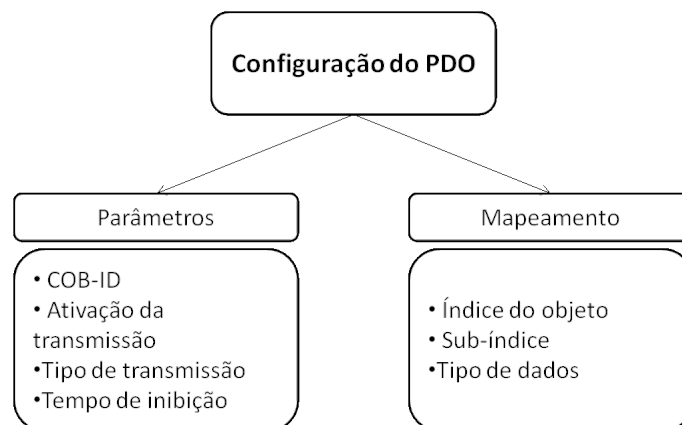 Configuração do PDO
Parâmetros
• COB-ID
• Ativação da
transmissão
•Tipo de transmissão
•Tempo de inibição
Mapeamento
• Índice do objeto
• Sub-índice
• Tipo de dados